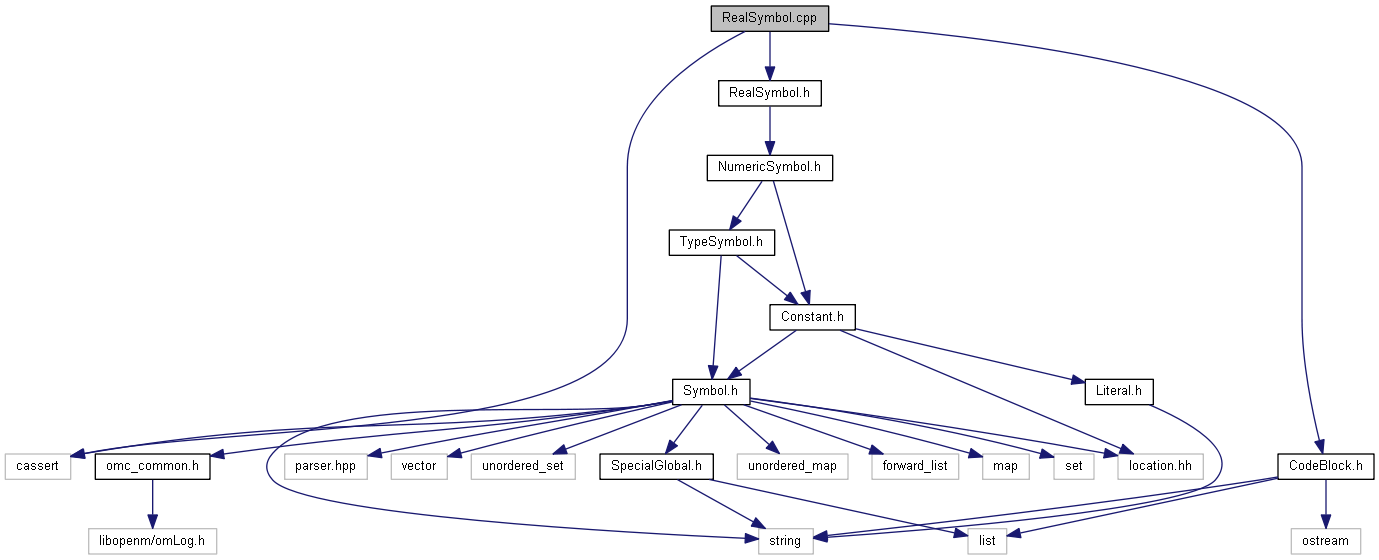 RealSymbol.cpp
RealSymbol.h
NumericSymbol.h
TypeSymbol.h
Constant.h
Symbol.h
Literal.h
cassert
omc_common.h
parser.hpp
vector
unordered_set
SpecialGlobal.h
unordered_map
forward_list
map
set
location.hh
CodeBlock.h
libopenm/omLog.h
string
list
ostream